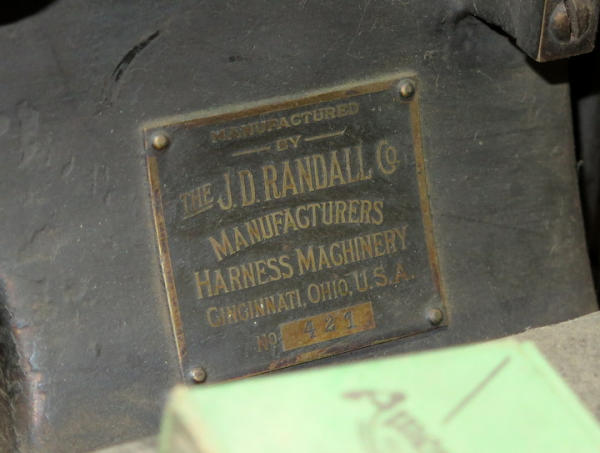 MANUFACTURED
BY
THE J.D. RANDALL CO
MANUFACTURERS
HARNESS MACHINERY
CINCINNATI, OHIO, U.S.A.
No. 421